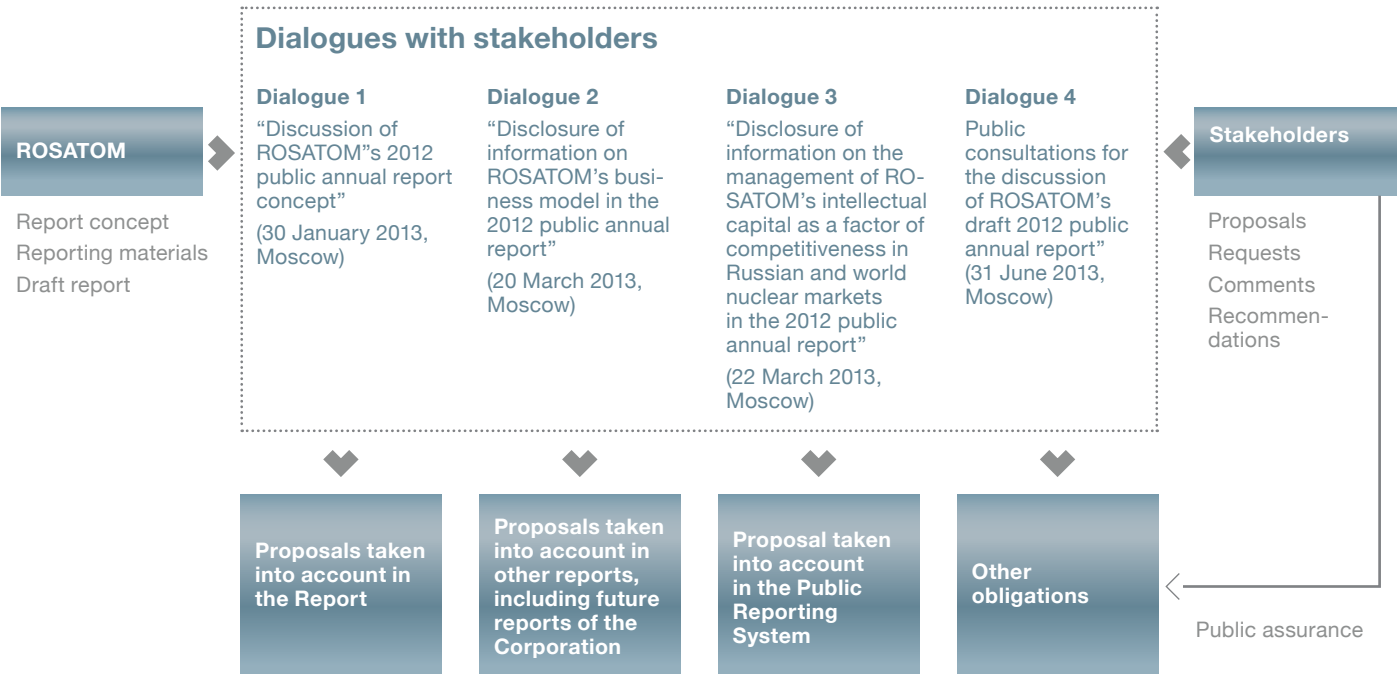 Dialogues with stakeholders
ROSATOM
Report concept
Reporting materials
Draft report
Dialogue 1
“Discussion of
ROSATOM”s 2012
public annual report
concept”
(30 January 2013,
Moscow)
Dialogue 2
“Disclosure of
information on
ROSATOM’s busi-
ness model in the
2012 public annual
report”
(20 March 2013,
Moscow)
Dialogue 3
“Disclosure of
information on the
management of RO-
SATOM’s intellectual
capital as a factor of
competitiveness in
Russian and world
nuclear markets
in the 2012 public
annual report”
(22 March 2013,
Moscow)
Dialogue 4
Public
consultations for
the discussion
of ROSATOM’s
draft 2012 public
annual report”
(31 June 2013,
Moscow)
Stakeholders
Proposals
Requests
Comments
Recommen-
dations
Proposals taken
into account in
the Report
Proposals taken
into account in
other reports,
including future
reports of the
Corporation
Proposal taken
into account
in the Public
Reporting
System
Other
obligations
Public assurance